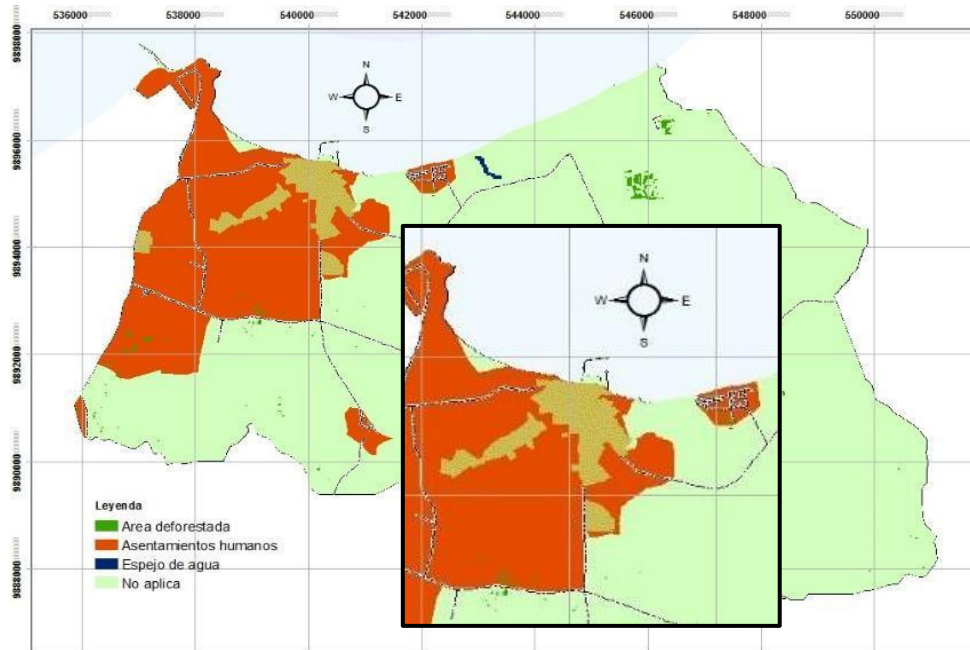 536000 538000 540000 542000 544000 546000 548000 550000
9898000
9896000
9894000
9892000
9890000
9888000
N
W E
S
N
W E
S
Leyenda
Area deforestada
Asentamientos humanos
Espejo de agua
No aplica